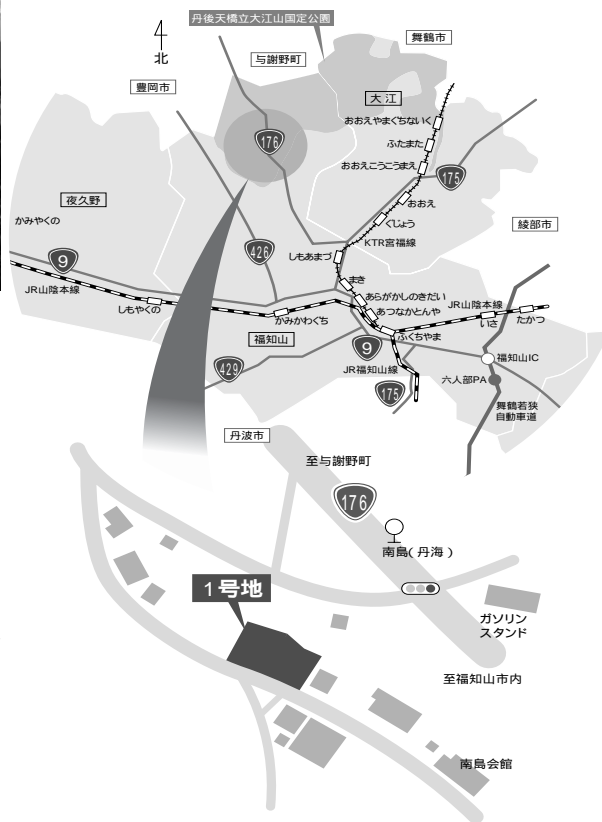 丹後天橋立大江山国定公園
北
舞鶴市
与謝野町
豊岡市
大江
おおえやまぐちないく
ふたまた
176
おおえこうこうまえ
175
夜久野
おおえ
かみやくの
くじょう
綾部市
KTR宮福線
426
しもあまづ
9
まき
JR山陰本線
あらがかしのきだい
JR山陰本線
しもやくの
あつなかとんや
たかつ
かみかわぐち
いさ
福知山
ふくちやま
9
福知山IC
429
JR福知山線
六人部PA
175
舞鶴若狭
自動車道
丹波市
至与謝野町
176
南島(丹海)
1号地
ガソリン
スタンド
至福知山市内
南島会館